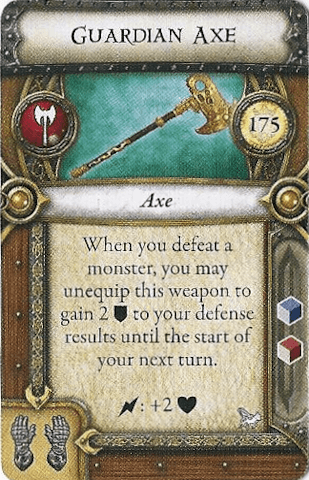 GUARDIAN AXE
175
Axe
When you defeat a
monster, you may
unequip this weapon to
gain 2 to your defense
results until the start of
your next turn.
: +2